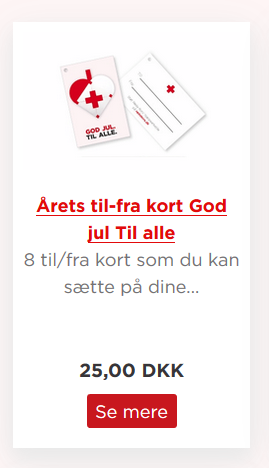 GOD JUL.
TIL ALLE.
Årets til-fra kort God
jul Til alle
8 til/fra kort som du kan
sætte på dine...
25,00 DKK
Se mere